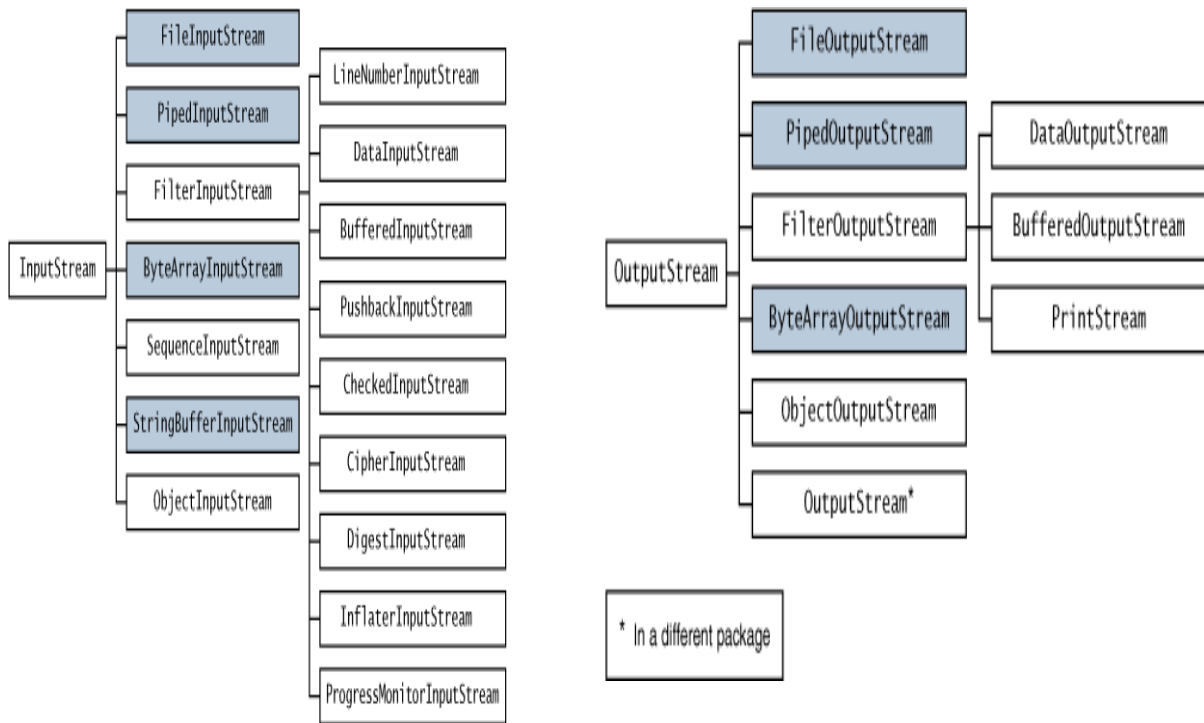 InputStream
FileInputStream
PipedInputStream
FilterInputStream
ByteArrayInputStream
SequenceInputStream
StringBufferInputStream
ObjectInputStream
LineNumberInputStream
DataInputStream
BufferedInputStream
PushbackInputStream
CheckedInputStream
CipherInputStream
DigestInputStream
InflaterInputStream
ProgressMonitorInputStream
OutputStream
FileOutputStream
PipedOutputStream
FilterOutputStream
ByteArrayOutputStream
ObjectOutputStream
OutputStream*
DataOutputStream
BufferedOutputStream
PrintStream
* In a different package